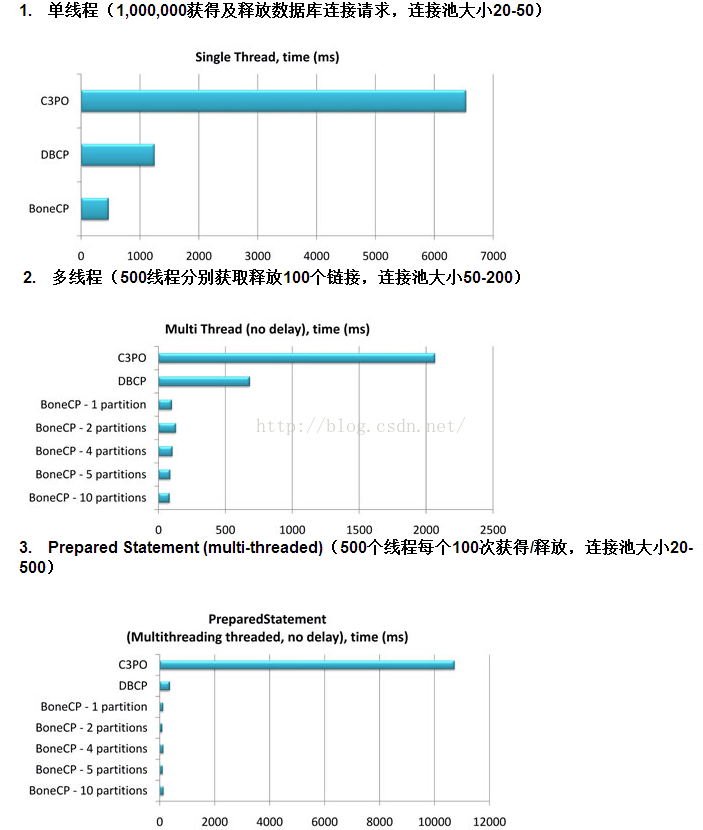 1. 单线程（1,000,000获得及释放数据库连接请求，连接池大小20-50）
Single Thread, time (ms)
C3PO
DBCP
BoneCP
0 1000 2000 3000 4000 5000 6000 7000
2. 多线程（500线程分别获取释放100个链接，连接池大小50-200）
Multi Thread (no delay), time (ms)
C3PO
DBCP
BoneCP - 1 partition
http://blog.csdn.net/
BoneCP - 2 partitions
BoneCP - 4 partitions
BoneCP - 5 partitions
BoneCP - 10 partitions
0 500 1000 1500 2000 2500
3. Prepared Statement (multi-threaded)（500个线程每个100次获得/释放，连接池大小20-
500）
PreparedStatement
(Multithreading threaded, no delay), time (ms)
C3PO
DBCP
BoneCP - 1 partition
BoneCP - 2 partitions
BoneCP - 4 partitions
BoneCP - 5 partitions
BoneCP - 10 partitions
0 2000 4000 6000 8000 10000 12000